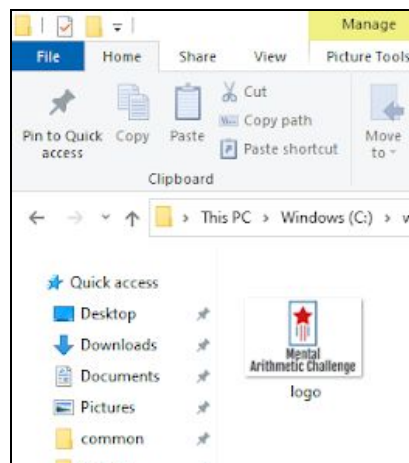 Manage
File Home Share View Picture Tools
Pin to Quick access
Copy
Paste
Cut
Copy path
Paste shortcut
Move to
Clipboard
This PC > Windows (C:) > w
Quick access
Desktop
Downloads
Documents
Pictures
common
Mental
Arithmetic Challenge
logo